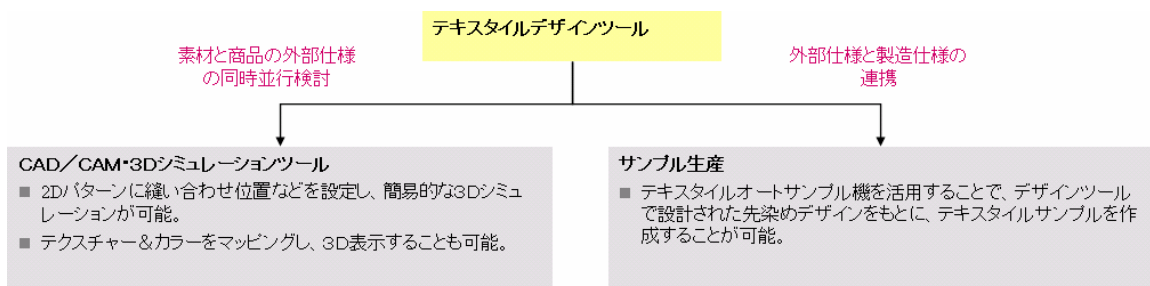 テキスタイルデザインツール
素材と商品の外部仕様
の同時並行検討
外部仕様と製造仕様の
連携
CAD/CAM・3Dシミュレーションツール
■ 2Dパターンに縫い合わせ位置などを設定し、簡易的な3Dシミュ
レーションが可能。
■ テクスチャー&カラーをマッピングし、3D表示することも可能。
サンプル生産
■ テキスタイルオートサンプル機を活用することで、デザインツール
で設計された先染めデザインをもとに、テキスタイルサンプルを作
成することが可能。